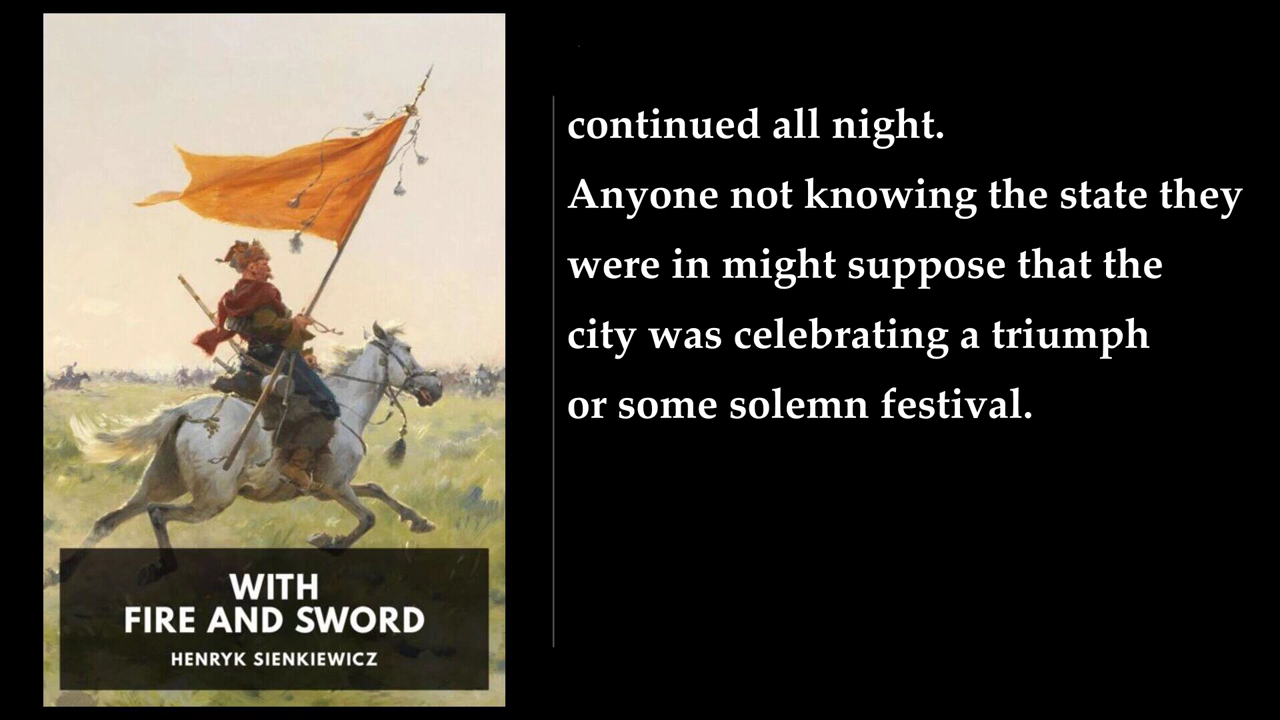 continued all night.
Anyone not knowing the state they
were in might suppose that the
city was celebrating a triumph
or some solemn festival.
WITH
FIRE AND SWORD
HENRYK SIENKIEWICZ